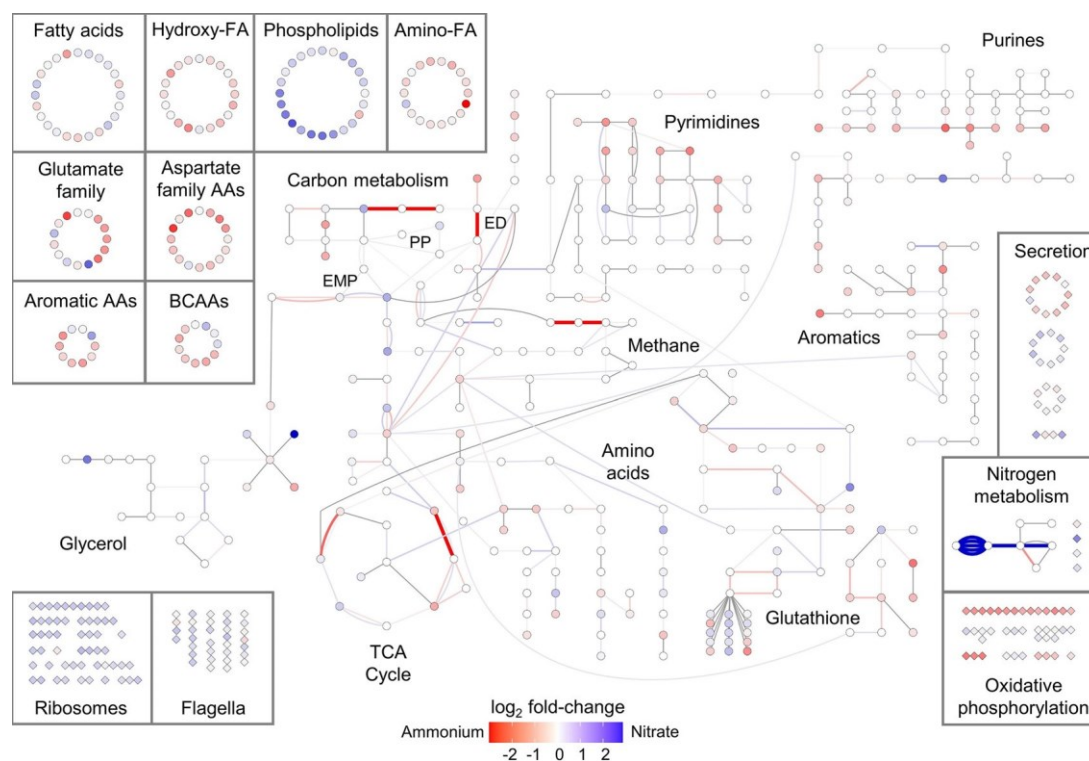 Fatty acids
Hydroxy-FA
Phospholipids
Amino-FA
Purines
Pyrimidines
Glutamate
family
Aspartate
family AAs
Carbon metabolism
ED
PP
EMP
Secretion
Aromatic AAs
BCAAs
Methane
Aromatics
Amino
acids
Nitrogen
metabolism
Glycerol
Glutathione
TCA
Cycle
Ribosomes
Flagella
Oxidative
phosphorylation
log₂ fold-change
Ammonium
Nitrate
-2 -1 0 1 2